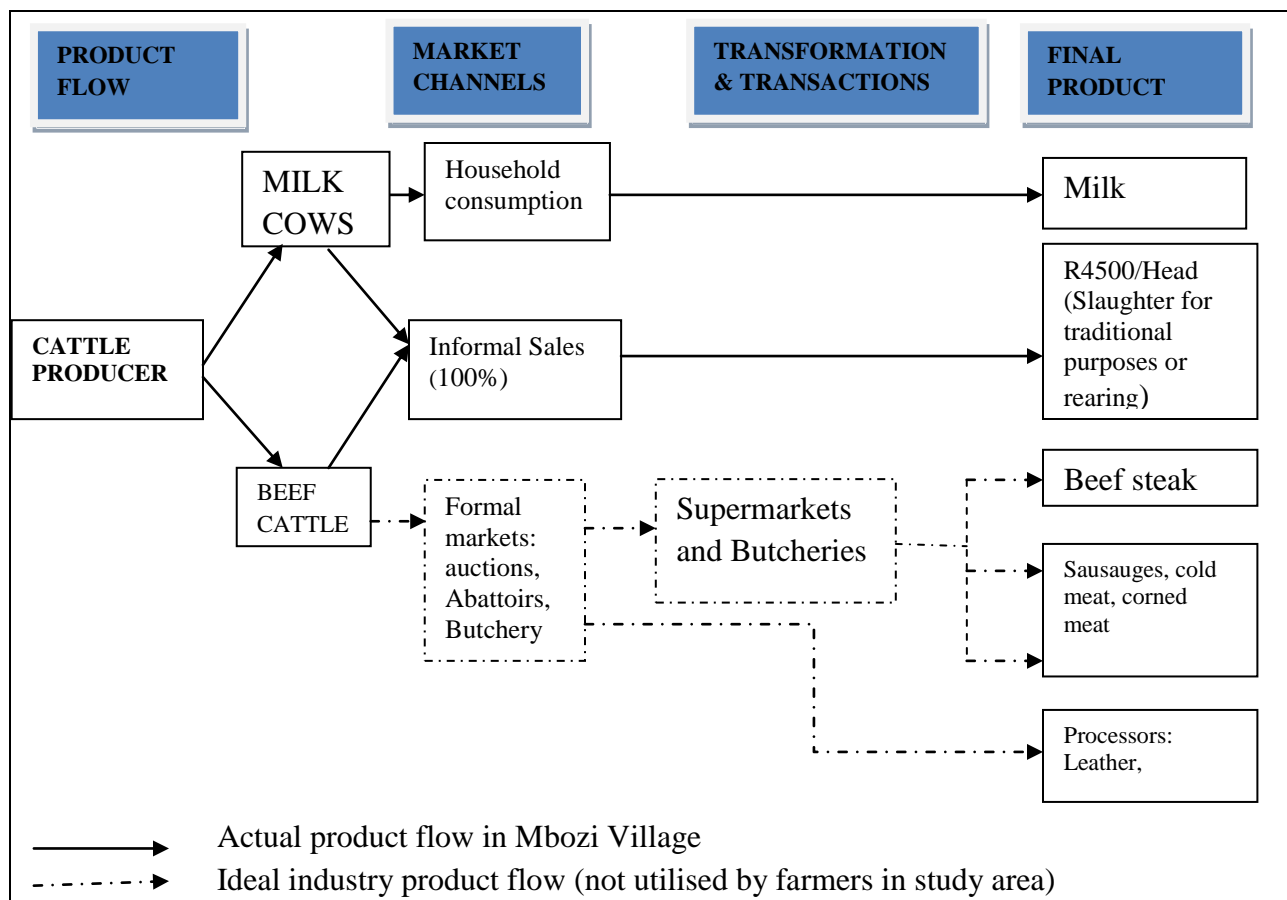 PRODUCT
FLOW
MARKET
CHANNELS
TRANSFORMATION
& TRANSACTIONS
FINAL
PRODUCT
MILK
COWS
Household
consumption
Milk
CATTLE
PRODUCER
Informal Sales
(100%)
R4500/Head
(Slaughter for
traditional
purposes or
rearing)
BEEF
CATTLE
Formal
markets:
auctions,
Abattoirs,
Butchery
Supermarkets
and Butcheries
Beef steak
Sausauges, cold
meat, corned
meat
Processors:
Leather,
Actual product flow in Mbozi Village
Ideal industry product flow (not utilised by farmers in study area)